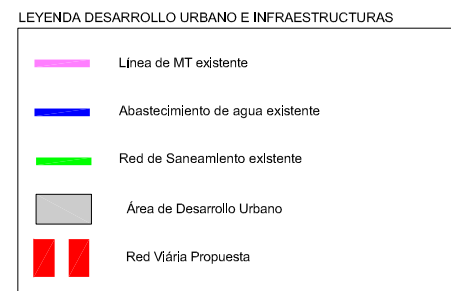 LEYENDA DESARROLLO URBANO E INFRAESTRUCTURAS
Línea de MT existente
Abastecimiento de agua existente
Red de Saneamiento existente
Área de Desarrollo Urbano
Red Viária Propuesta